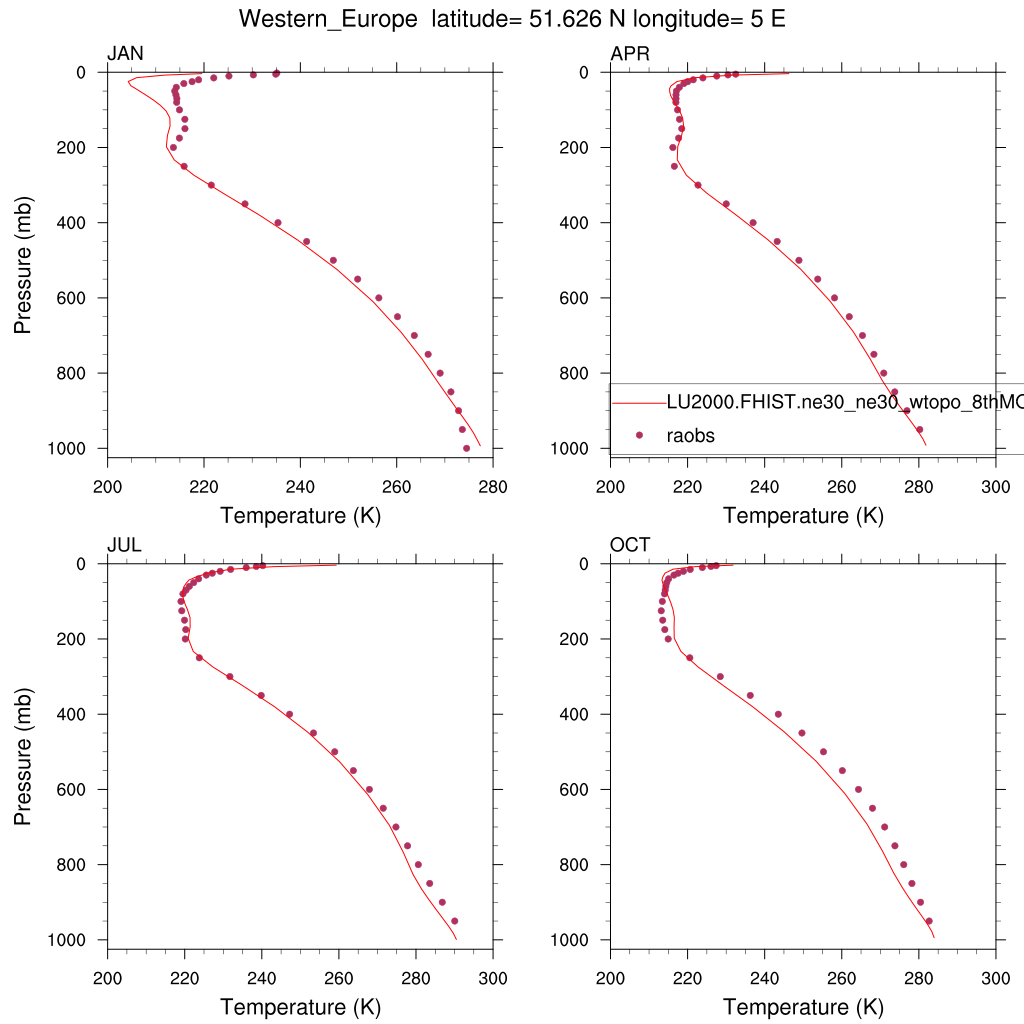 Western_Europe latitude= 51.626 N longitude= 5 E
JAN
APR
0
200
400
600
800
1000
Pressure (mb)
200 220 240 260 280
Temperature (K)
0
200
400
600
800
1000
LU2000.FHIST.ne30_ne30_wtopo_8thMO
raobs
200 220 240 260 280 300
Temperature (K)
JUL
OCT
0
200
400
600
800
1000
Pressure (mb)
200 220 240 260 280 300
Temperature (K)
0
200
400
600
800
1000
200 220 240 260 280 300
Temperature (K)